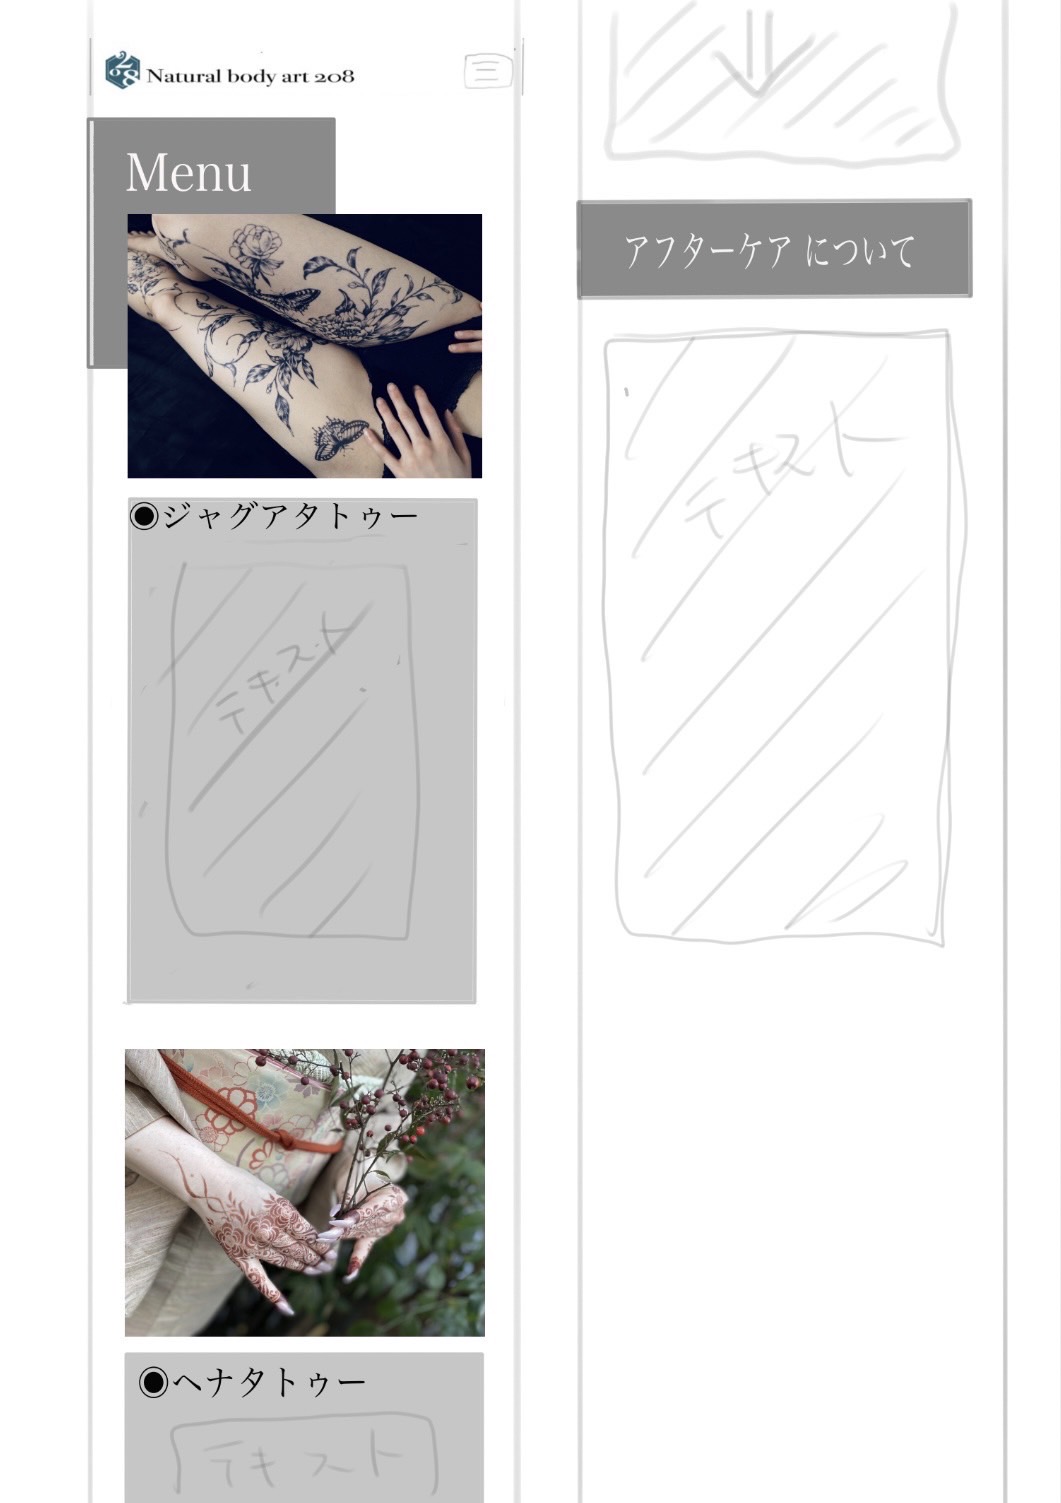 208
Natural body art 208
Menu
◉ジャグアタトゥー
テキスト
◉ヘナタトゥー
テキスト
アフターケア について
テキスト